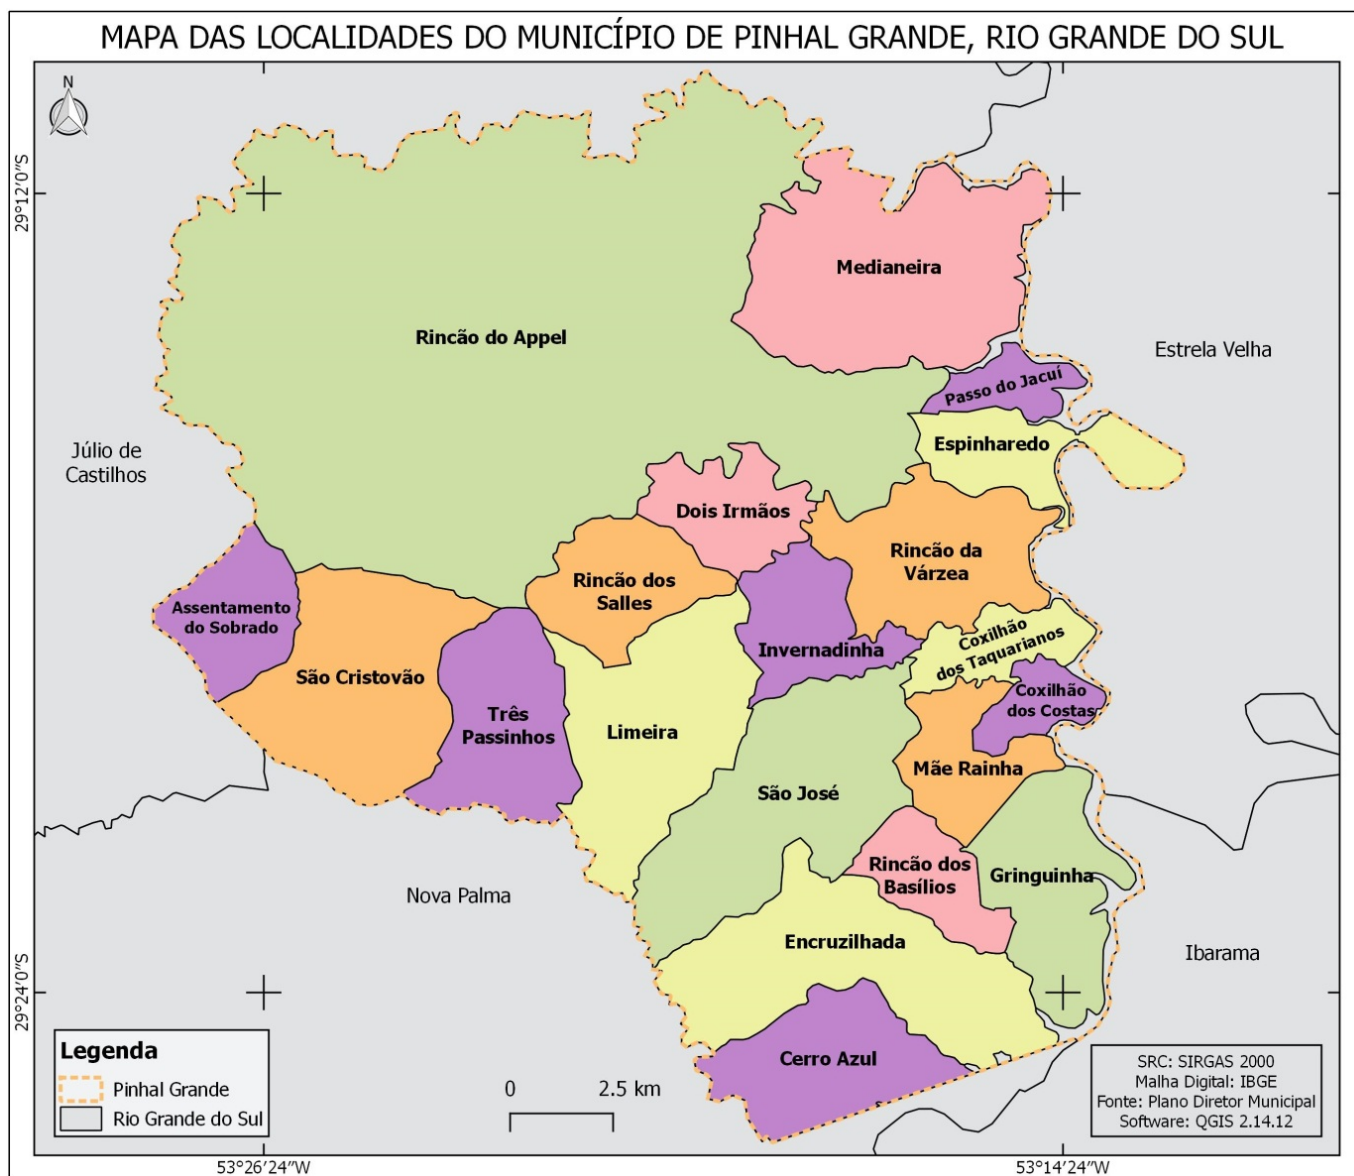 MAPA DAS LOCALIDADES DO MUNICÍPIO DE PINHAL GRANDE, RIO GRANDE DO SUL
N
29°12′0″S
Medianeira
Rincão do Appel
Estrela Velha
Passo do Jacuí
Júlio de
Castilhos
Espinharedo
Dois Irmãos
Rincão da
Várzea
Rincão dos
Salles
Assentamento
do Sobrado
Invernadinha
Coxilhão
dos Taquarianos
São Cristovão
Coxilhão
dos Costas
Três
Passinhos
Limeira
Mãe Rainha
São José
Rincão dos
Basílios
Gringuinha
Nova Palma
Encruzilhada
Ibarama
29°24′0″S
Cerro Azul
Legenda
Pinhal Grande
Rio Grande do Sul
0 2.5 km
SRC: SIRGAS 2000
Malha Digital: IBGE
Fonte: Plano Diretor Municipal
Software: QGIS 2.14.12
53°26′24″W
53°14′24″W